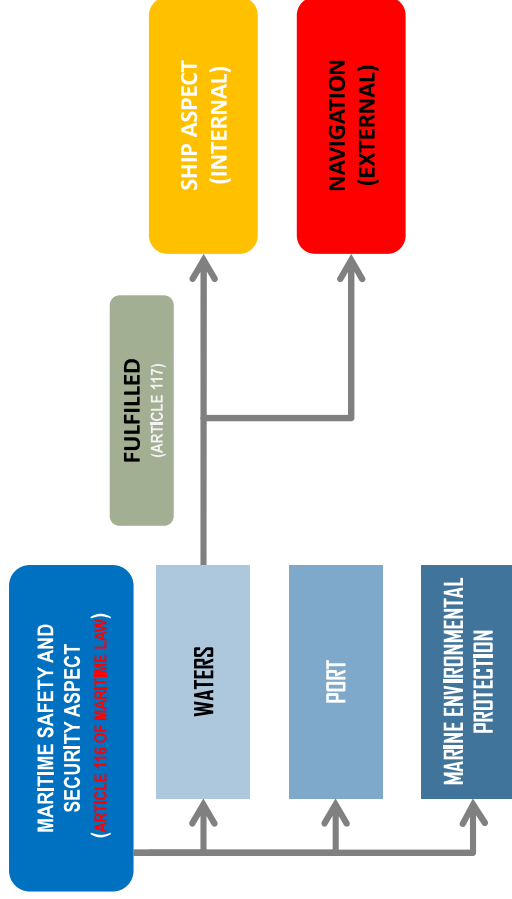 MARITIME SAFETY AND
SECURITY ASPECT
(ARTICLE 116 OF MARITIME LAW)
WATERS
PORT
MARINE ENVIRONMENTAL
PROTECTION
FULFILLED
(ARTICLE 117)
SHIP ASPECT
(INTERNAL)
NAVIGATION
(EXTERNAL)